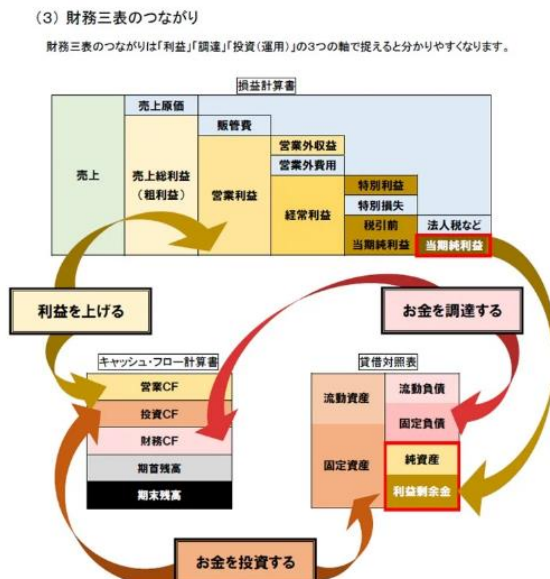 （3）財務三表のつながり
財務三表のつながりは「利益」「調達」「投資（運用）」の3つの軸で捉えると分かりやすくなります。
損益計算書
売上
売上原価
売上総利益
（粗利益）
販管費
営業利益
営業外収益
営業外費用
経常利益
特別利益
特別損失
税引前
当期純利益
法人税など
当期純利益
利益を上げる
お金を調達する
キャッシュ・フロー計算書
営業CF
投資CF
財務CF
期首残高
期末残高
貸借対照表
流動資産
固定資産
流動負債
固定負債
純資産
利益剰余金
お金を投資する